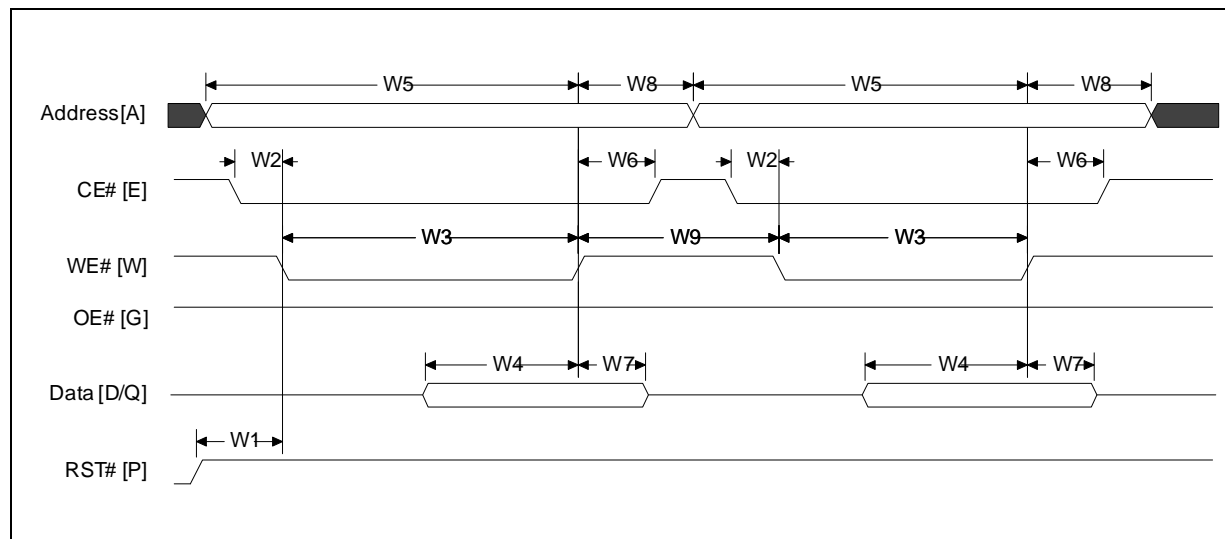 W5 W8 W5 W8
Address[A]
W2 W6 W2 W6
CE# [E]
W3 W9 W3
WE# [W]
OE# [G]
W4 W7 W4 W7
Data [D/Q]
W1
RST# [P]